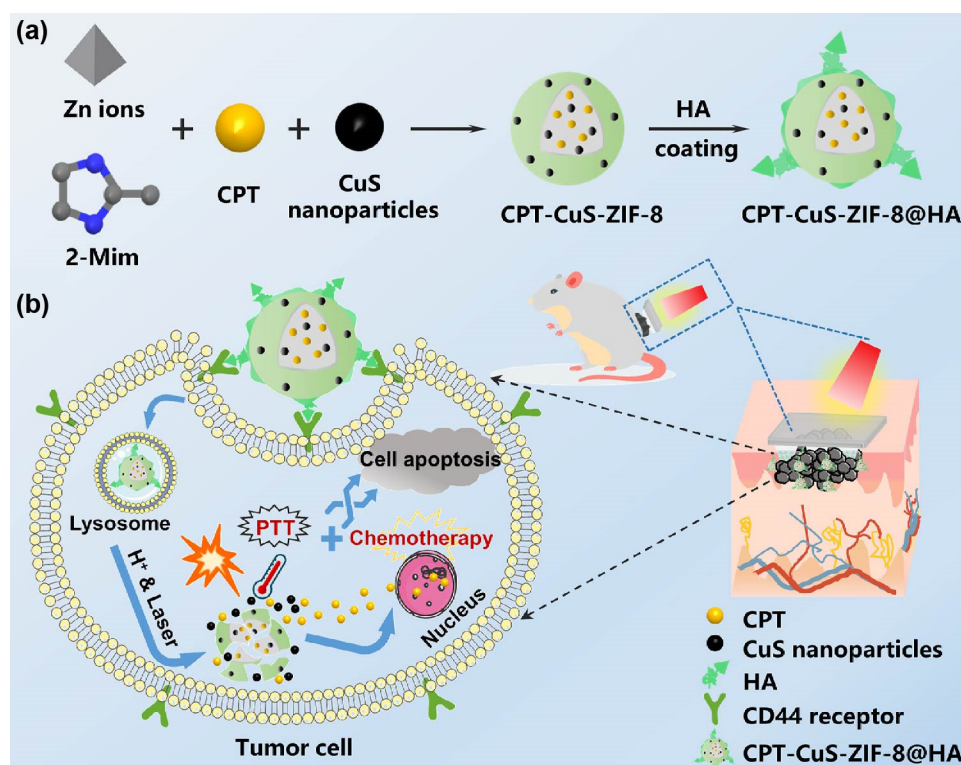 (a)
Zn ions
2-Mim
+
CPT
+
CuS
nanoparticles
CPT-CuS-ZIF-8
HA
coating
CPT-CuS-ZIF-8@HA
(b)
Cell apoptosis
Lysosome
PTT
+
Chemotherapy
H⁺ & Laser
Nucleus
Tumor cell
CPT
CuS nanoparticles
HA
CD44 receptor
CPT-CuS-ZIF-8@HA